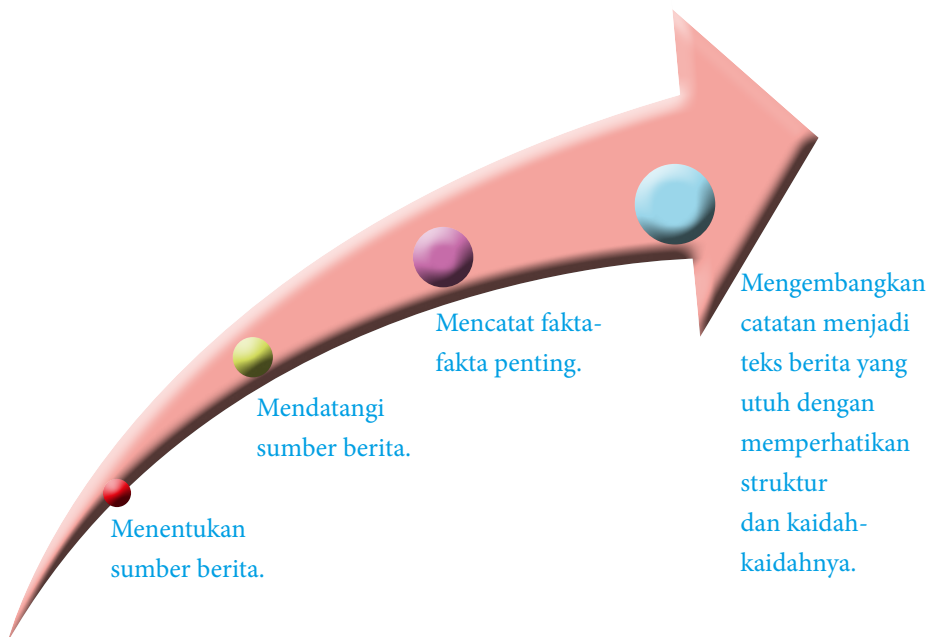 Menentukan
sumber berita.
Mendatangi
sumber berita.
Mencatat fakta-
fakta penting.
Mengembangkan
catatan menjadi
teks berita yang
utuh dengan
memperhatikan
struktur
dan kaidah-
kaidahnya.